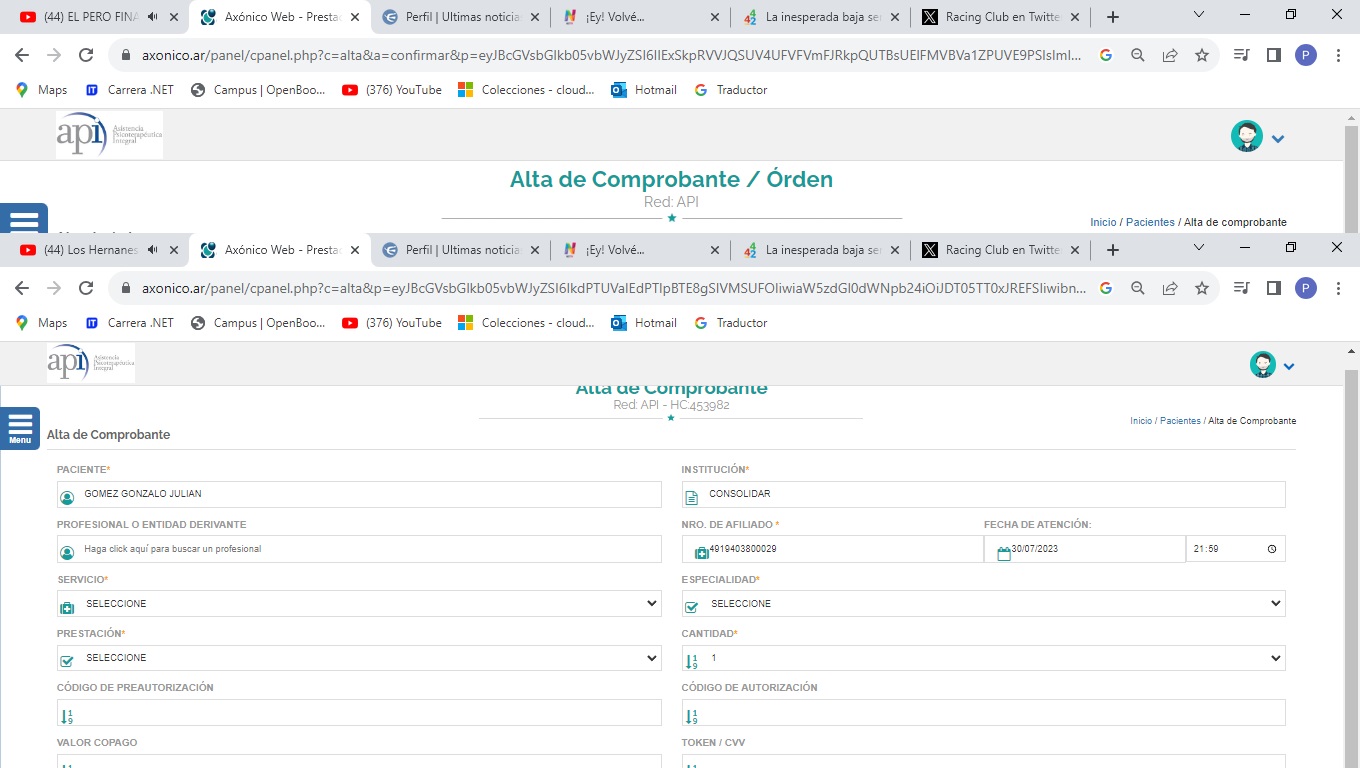 (44) EL PERO FINA
Axónico Web - Presta
Perfil | Ultimas noticia
¡Ey! Volvé...
La inesperada baja se
Racing Club en Twitte
axonico.ar/panel/cpanel.php?c=alta&a=confirmar&p=eyJBcGVsbGlkb05vbWJyZSI6IlExSkpRVVJQSUV4UFVFVmFJRkpQUTBsUElFMVBVa1ZPUVE9PSIsImI...
P
Maps
Carrera .NET
Campus | OpenBoo...
(376) YouTube
Colecciones - cloud...
Hotmail
Traductor
api Asistencia Psicoterapéutica Integral
Alta de Comprobante / Órden
Red: API
Inicio / Pacientes / Alta de comprobante
(44) Los Hernanes
Axónico Web - Presta
Perfil | Ultimas noticia
¡Ey! Volvé...
La inesperada baja se
Racing Club en Twitte
axonico.ar/panel/cpanel.php?c=alta&p=eyJBcGVsbGlkb05vbWJyZSI6IkdPTUVaIEdPTlpBTE8gSlVMSUFOIiwiaW5zdGl0dWNpb24iOiJDT05TT0xJREFSIiwibn...
P
Maps
Carrera .NET
Campus | OpenBoo...
(376) YouTube
Colecciones - cloud...
Hotmail
Traductor
api Asistencia Psicoterapéutica Integral
Alta de Comprobante
Red: API - HC:453982
Inicio / Pacientes / Alta de Comprobante
Menu
Alta de Comprobante
PACIENTE*
INSTITUCIÓN*
GOMEZ GONZALO JULIAN
CONSOLIDAR
PROFESIONAL O ENTIDAD DERIVANTE
NRO. DE AFILIADO *
FECHA DE ATENCIÓN:
Haga click aquí para buscar un profesional
4919403800029
30/07/2023
21:59
SERVICIO*
ESPECIALIDAD*
SELECCIONE
SELECCIONE
PRESTACIÓN*
CANTIDAD*
SELECCIONE
1
CÓDIGO DE PREAUTORIZACIÓN
CÓDIGO DE AUTORIZACIÓN
VALOR COPAGO
TOKEN / CVV